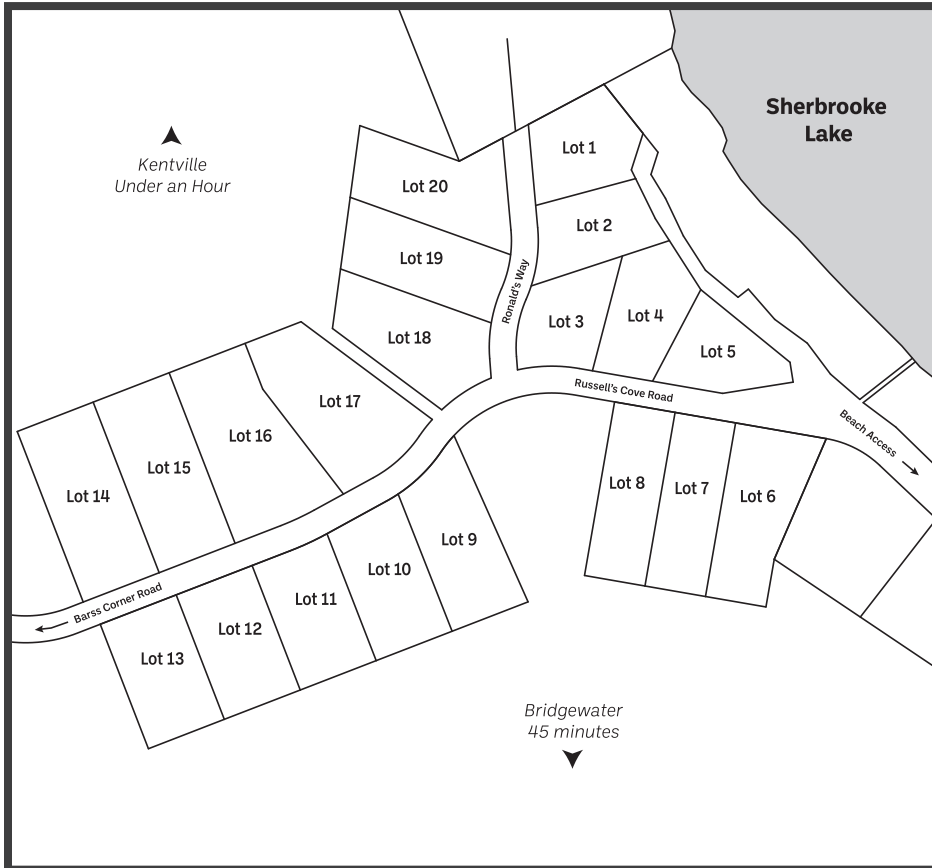 Sherbrooke
Lake
Kentville
Under an Hour
Lot 1
Lot 20
Lot 2
Lot 19
Ronald's Way
Lot 3
Lot 4
Lot 18
Lot 5
Russell's Cove Road
Lot 17
Beach Access
Lot 16
Lot 15
Lot 14
Lot 8
Lot 7
Lot 6
Lot 9
Lot 10
Lot 11
Barss Corner Road
Lot 12
Lot 13
Bridgewater
45 minutes